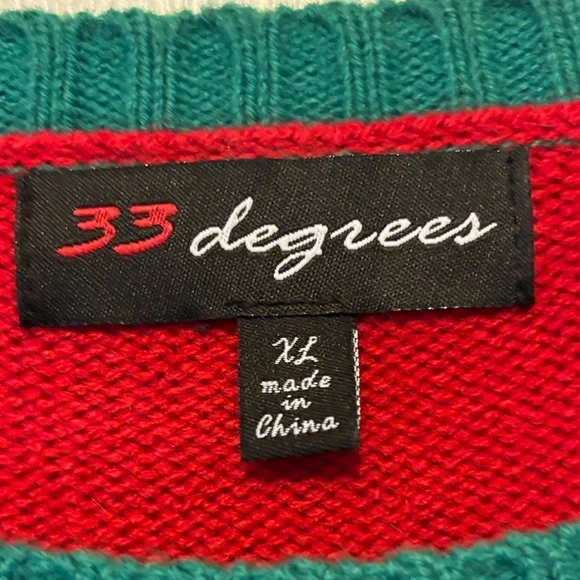 33 degrees
XL
made
in
China